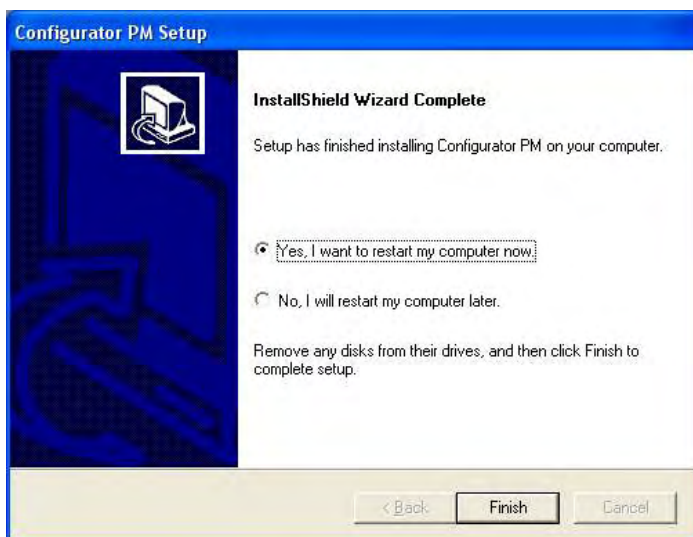 Configurator PM Setup
InstallShield Wizard Complete
Setup has finished installing Configurator PM on your computer.
Yes, I want to restart my computer now.
No, I will restart my computer later.
Remove any disks from their drives, and then click Finish to
complete setup.
< Back
Finish
Cancel